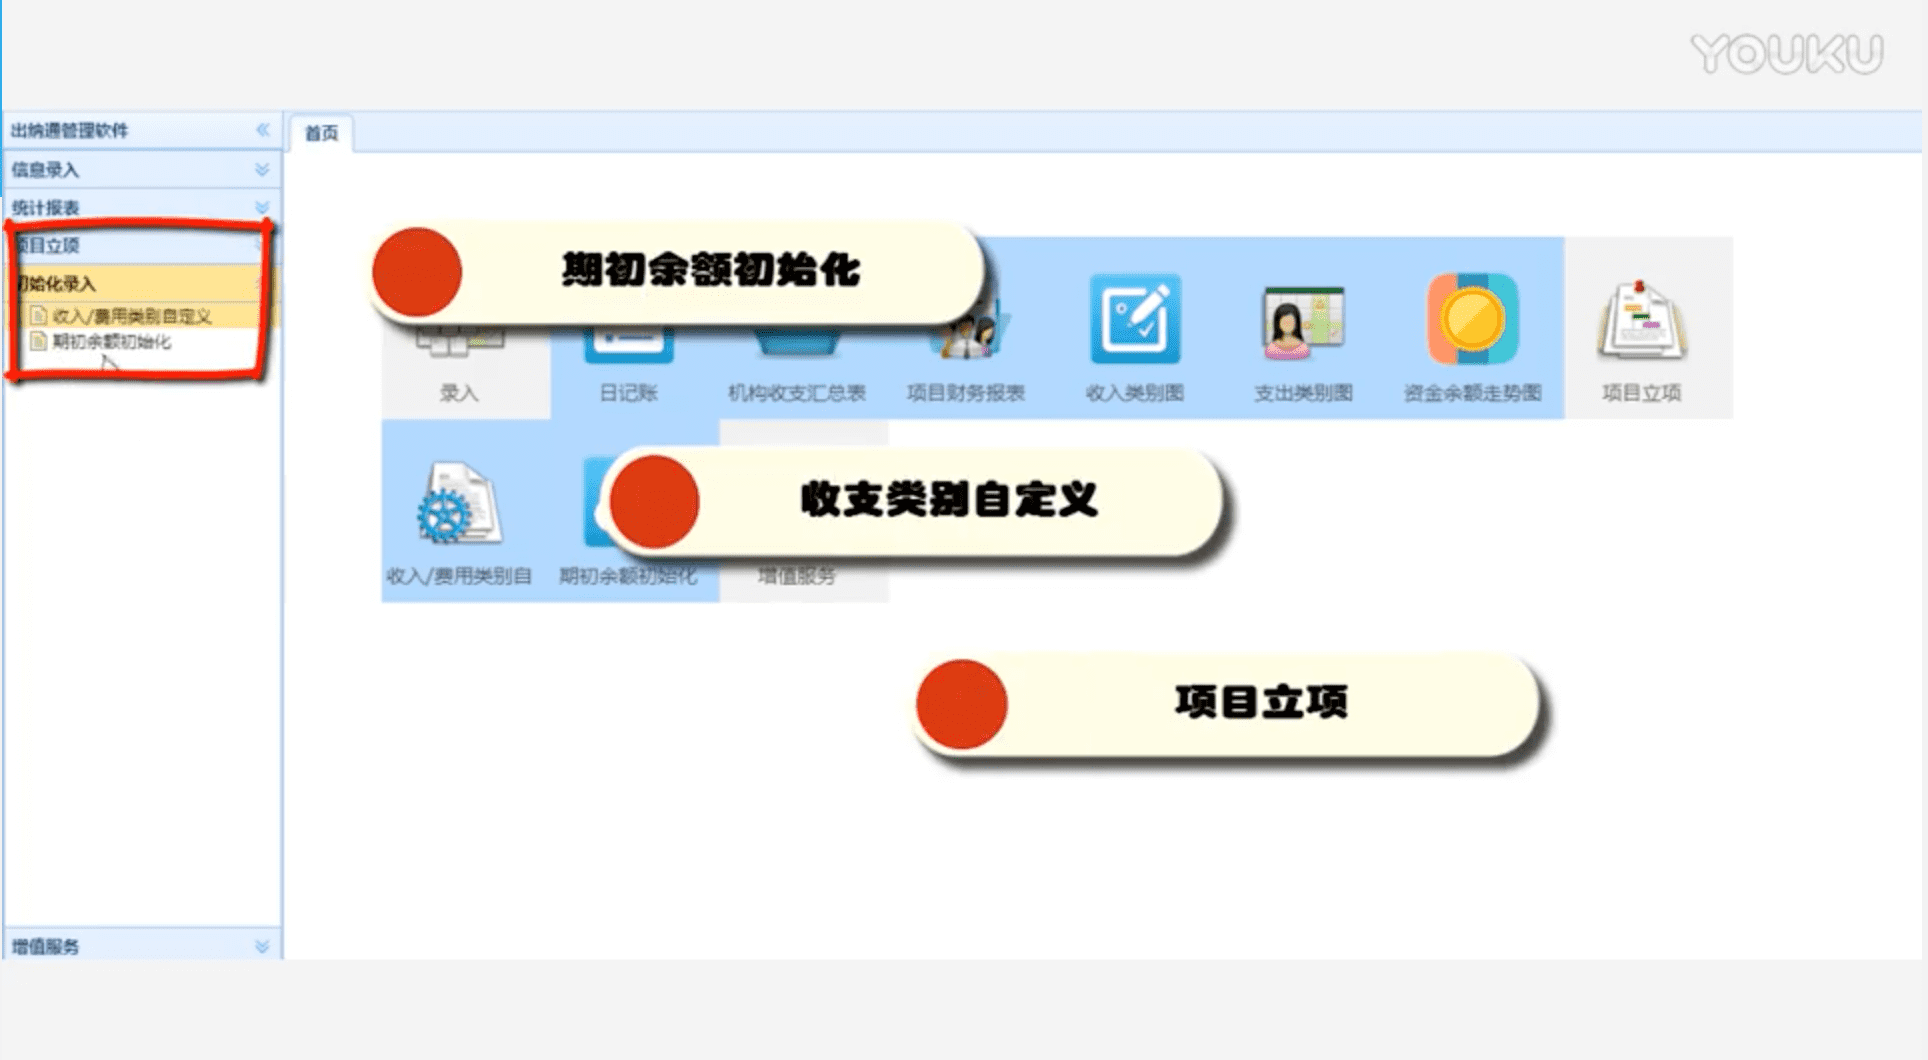 YOUKU
出纳通管理软件
首页
信息录入
统计报表
项目立项
初始化录入
收入/费用类别自定义
期初余额初始化
增值服务
期初余额初始化
录入
日记账
机构收支汇总表
项目财务报表
收入类别图
支出类别图
资金余额走势图
项目立项
收支类别自定义
收入/费用类别自
期初余额初始化
增值服务
项目立项